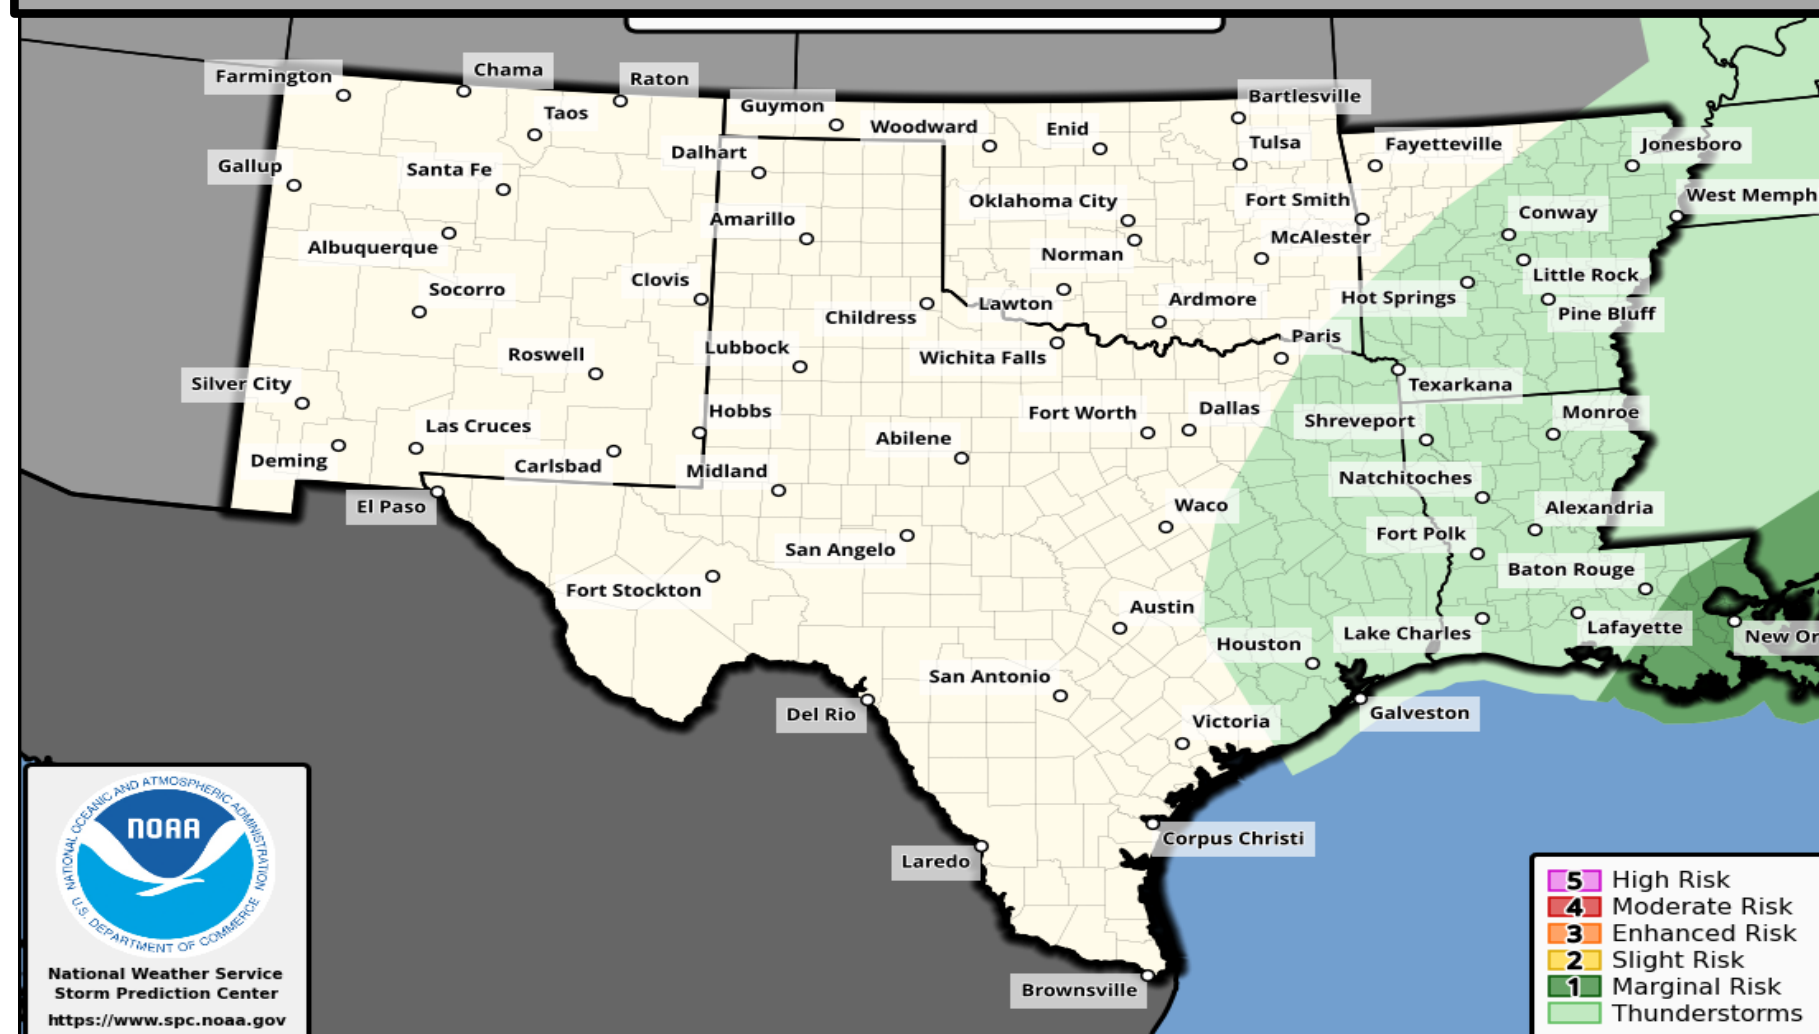 Farmington
Chama
Raton
Taos
Guymon
Woodward
Enid
Bartlesville
Tulsa
Fayetteville
Jonesboro
Gallup
Santa Fe
Dalhart
Oklahoma City
Fort Smith
Conway
West Memph
Albuquerque
Amarillo
Norman
McAlester
Little Rock
Socorro
Clovis
Childress
Lawton
Ardmore
Hot Springs
Pine Bluff
Roswell
Lubbock
Wichita Falls
Paris
Texarkana
Silver City
Las Cruces
Hobbs
Abilene
Fort Worth
Dallas
Shreveport
Monroe
Deming
Carlsbad
Midland
Natchitoches
El Paso
Waco
Alexandria
San Angelo
Fort Polk
Fort Stockton
Baton Rouge
Austin
Houston
Lake Charles
Lafayette
New Or
San Antonio
Del Rio
Victoria
Galveston
Corpus Christi
Laredo
Brownsville
NATIONAL OCEANIC AND ATMOSPHERIC ADMINISTRATION
NOAA
U.S. DEPARTMENT OF COMMERCE
National Weather Service
Storm Prediction Center
https://www.spc.noaa.gov
5 High Risk
4 Moderate Risk
3 Enhanced Risk
2 Slight Risk
1 Marginal Risk
Thunderstorms